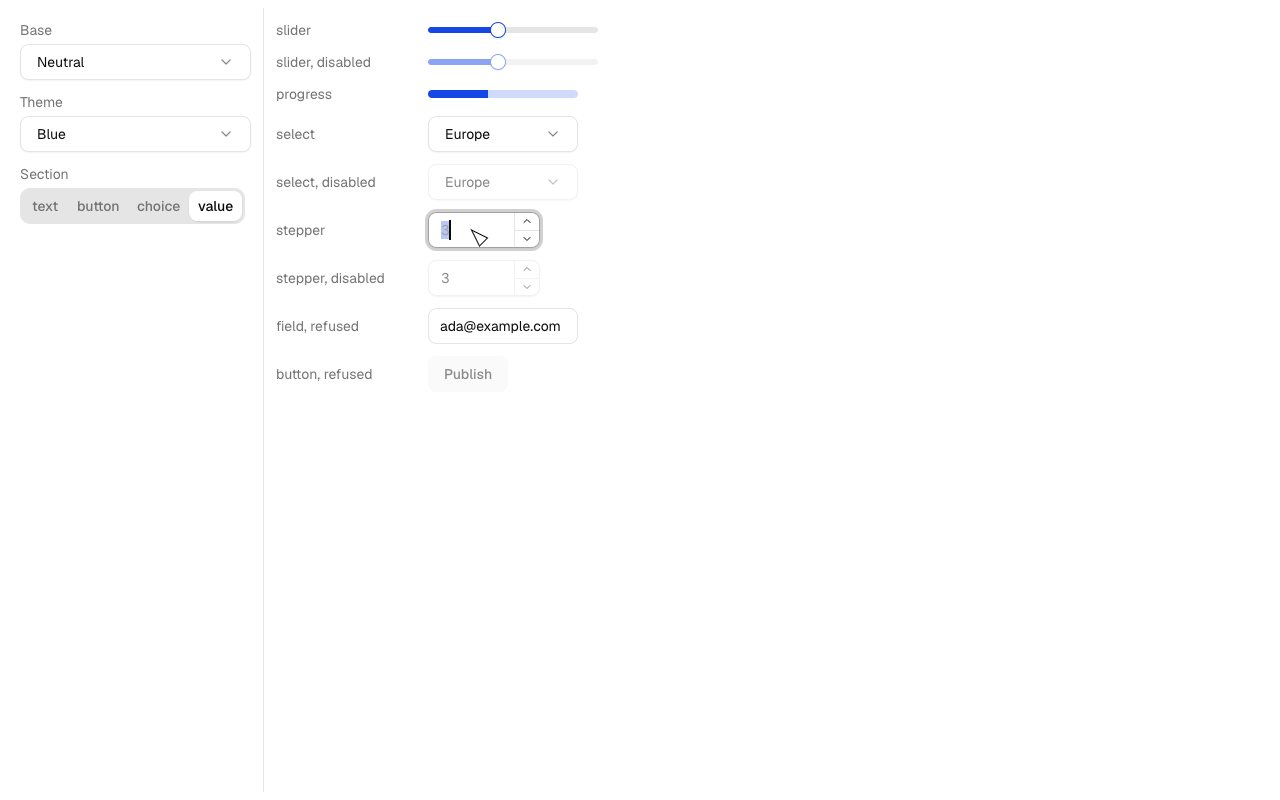 Base
Neutral
Theme
Blue
Section
text button choice value
slider
slider, disabled
progress
select Europe
select, disabled Europe
stepper 3
stepper, disabled 3
field, refused ada@example.com
button, refused Publish